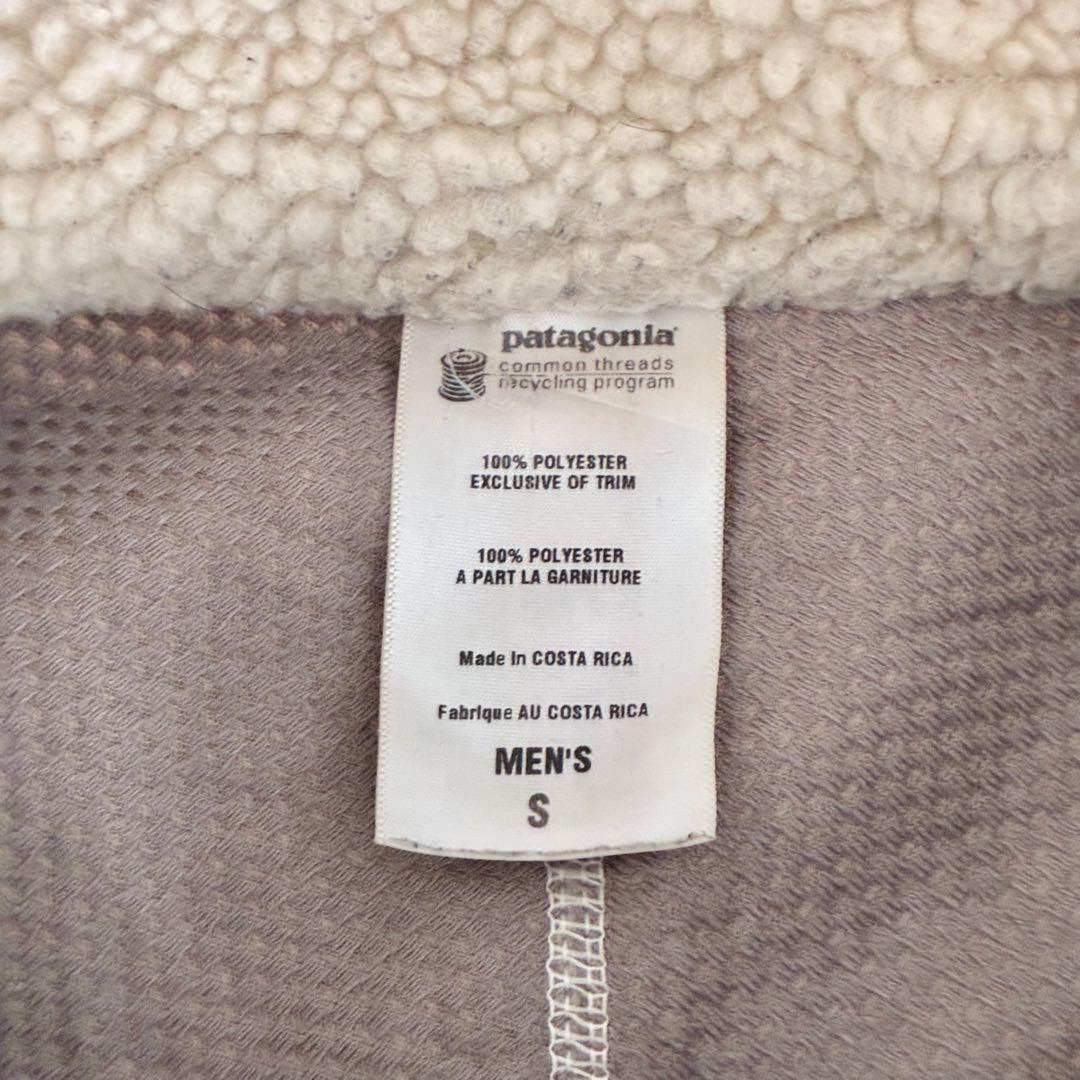 patagonia
common threads
recycling program
100% POLYESTER
EXCLUSIVE OF TRIM
100% POLYESTER
A PART LA GARNITURE
Made in COSTA RICA
Fabrique AU COSTA RICA
MEN'S
S